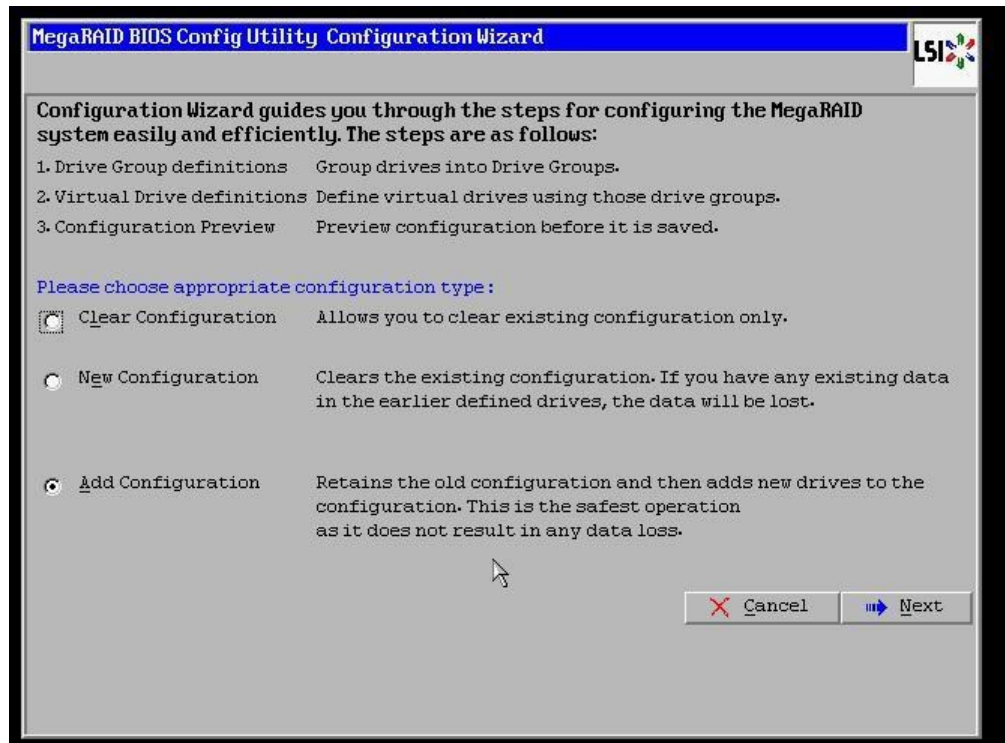 MegaRAID BIOS Config Utility Configuration Wizard
LSI
Configuration Wizard guides you through the steps for configuring the MegaRAID
system easily and efficiently. The steps are as follows:
1. Drive Group definitions Group drives into Drive Groups.
2. Virtual Drive definitions Define virtual drives using those drive groups.
3. Configuration Preview Preview configuration before it is saved.
Please choose appropriate configuration type:
Clear Configuration Allows you to clear existing configuration only.
New Configuration Clears the existing configuration. If you have any existing data
in the earlier defined drives, the data will be lost.
Add Configuration Retains the old configuration and then adds new drives to the
configuration. This is the safest operation
as it does not result in any data loss.
Cancel Next